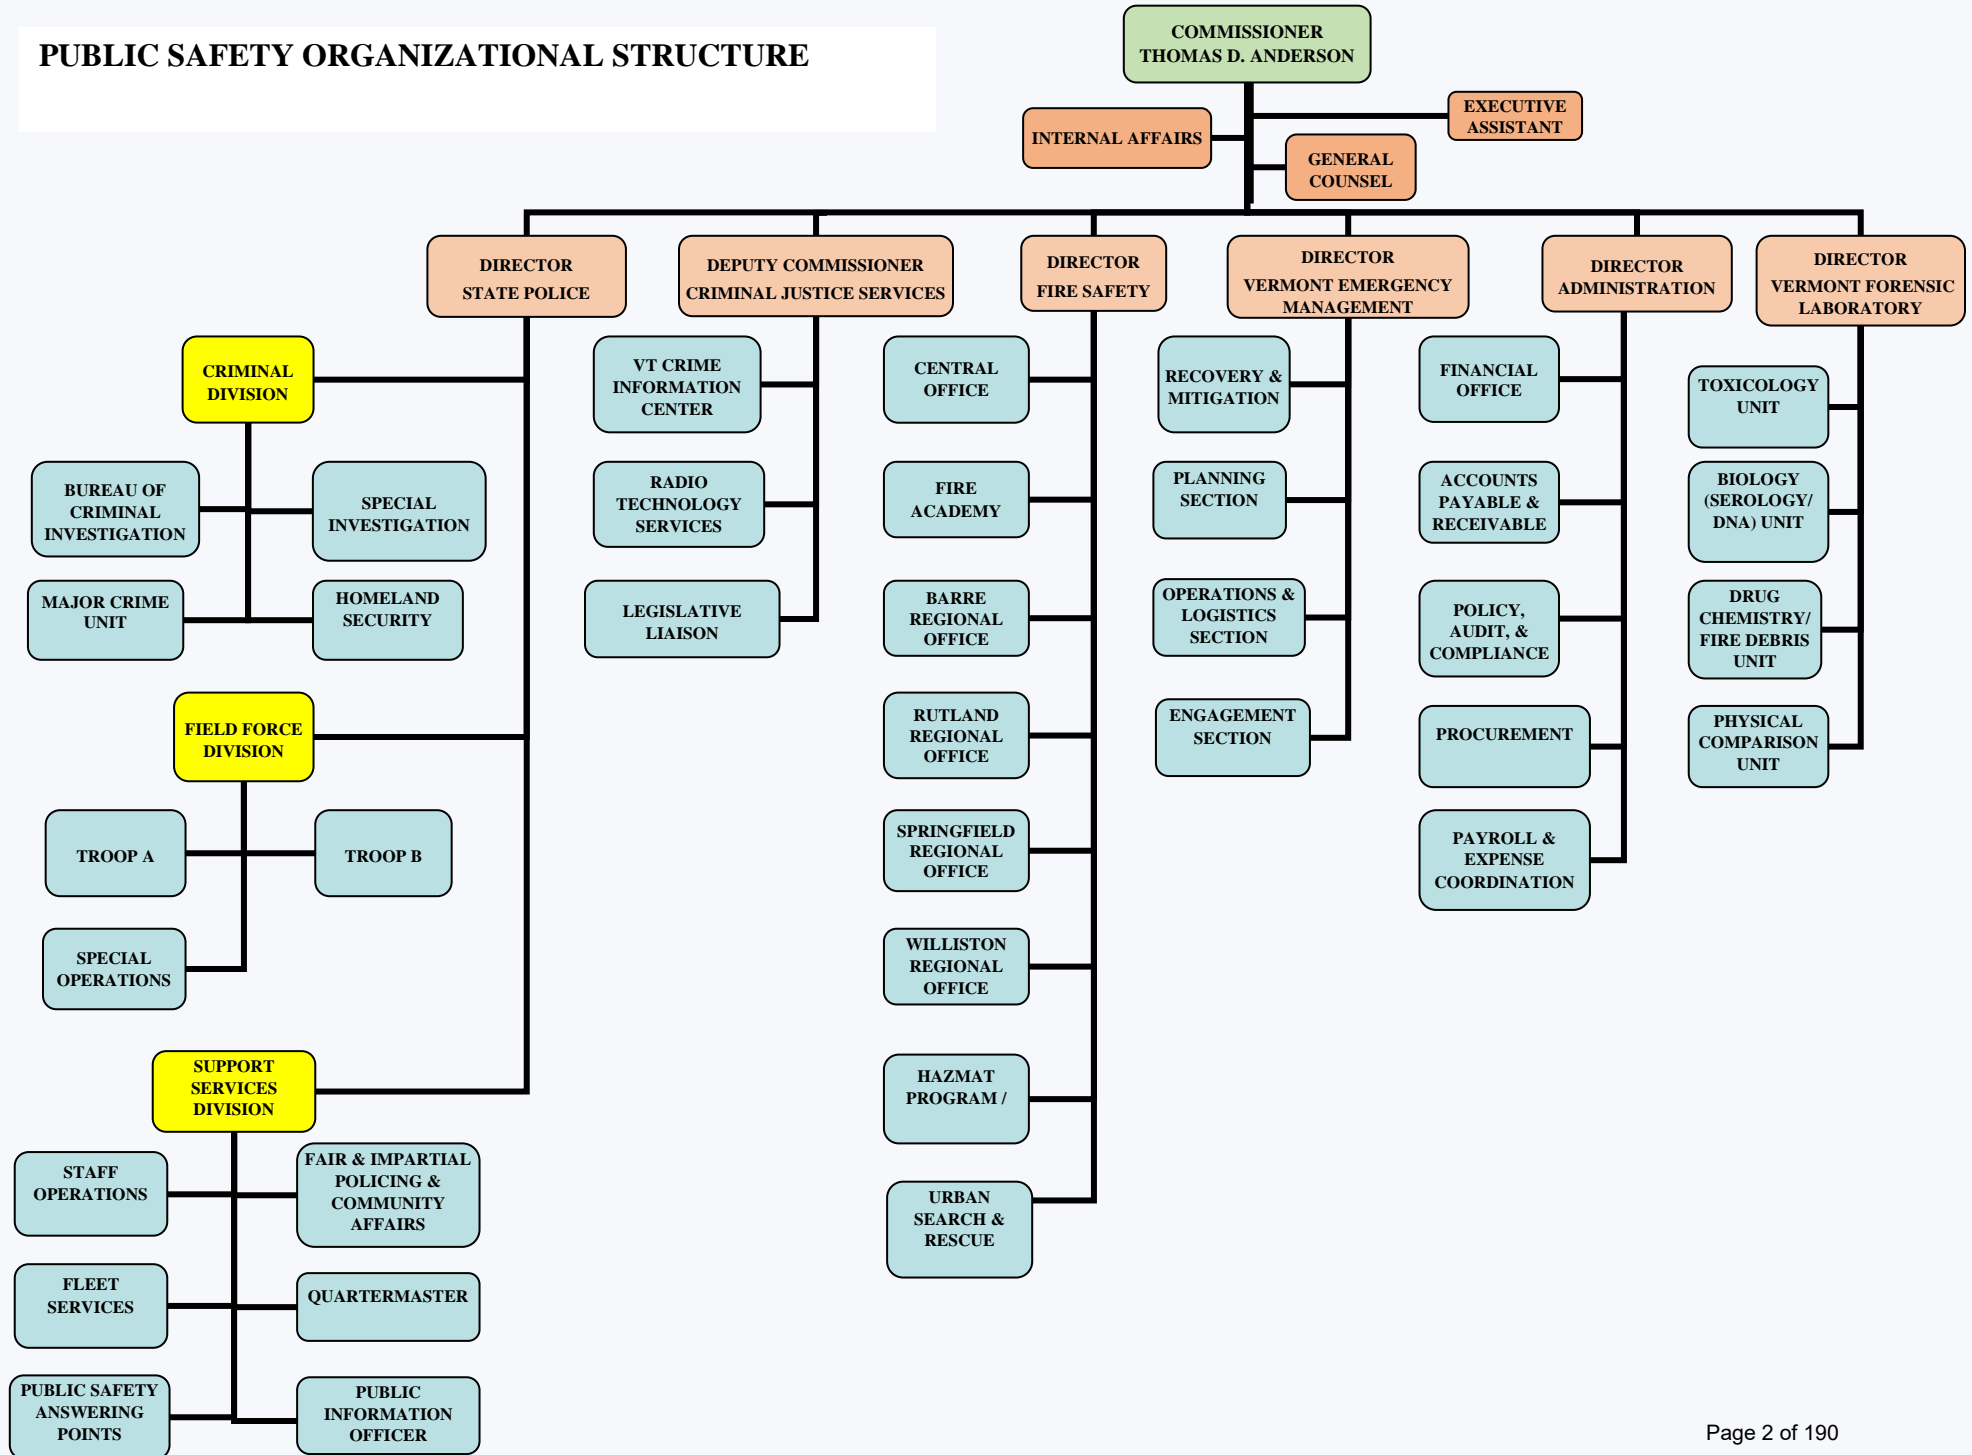 PUBLIC SAFETY ORGANIZATIONAL STRUCTURE
COMMISSIONER
THOMAS D. ANDERSON
INTERNAL AFFAIRS
EXECUTIVE
ASSISTANT
GENERAL
COUNSEL
DIRECTOR
STATE POLICE
DEPUTY COMMISSIONER
CRIMINAL JUSTICE SERVICES
DIRECTOR
FIRE SAFETY
DIRECTOR
VERMONT EMERGENCY
MANAGEMENT
DIRECTOR
ADMINISTRATION
DIRECTOR
VERMONT FORENSIC
LABORATORY
CRIMINAL
DIVISION
BUREAU OF
CRIMINAL
INVESTIGATION
SPECIAL
INVESTIGATION
MAJOR CRIME
UNIT
HOMELAND
SECURITY
FIELD FORCE
DIVISION
TROOP A
TROOP B
SPECIAL
OPERATIONS
SUPPORT
SERVICES
DIVISION
STAFF
OPERATIONS
FAIR & IMPARTIAL
POLICING &
COMMUNITY
AFFAIRS
FLEET
SERVICES
QUARTERMASTER
PUBLIC SAFETY
ANSWERING
POINTS
PUBLIC
INFORMATION
OFFICER
VT CRIME
INFORMATION
CENTER
RADIO
TECHNOLOGY
SERVICES
LEGISLATIVE
LIAISON
CENTRAL
OFFICE
FIRE
ACADEMY
BARRE
REGIONAL
OFFICE
RUTLAND
REGIONAL
OFFICE
SPRINGFIELD
REGIONAL
OFFICE
WILLISTON
REGIONAL
OFFICE
HAZMAT
PROGRAM /
URBAN
SEARCH &
RESCUE
RECOVERY &
MITIGATION
PLANNING
SECTION
OPERATIONS &
LOGISTICS
SECTION
ENGAGEMENT
SECTION
FINANCIAL
OFFICE
ACCOUNTS
PAYABLE &
RECEIVABLE
POLICY,
AUDIT, &
COMPLIANCE
PROCUREMENT
PAYROLL &
EXPENSE
COORDINATION
TOXICOLOGY
UNIT
BIOLOGY
(SEROLOGY/
DNA) UNIT
DRUG
CHEMISTRY/
FIRE DEBRIS
UNIT
PHYSICAL
COMPARISON
UNIT
Page 2 of 190